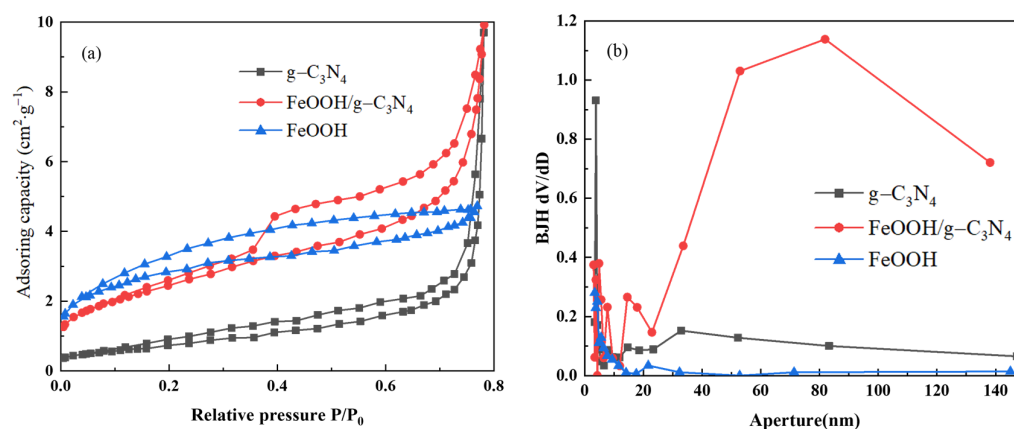 (a)
g–C₃N₄
FeOOH/g–C₃N₄
FeOOH
Adsoring capacity (cm²·g⁻¹)
10
8
6
4
2
0
0.0 0.2 0.4 0.6 0.8
Relative pressure P/P₀
(b)
g–C₃N₄
FeOOH/g–C₃N₄
FeOOH
BJH dV/dD
1.2
1.0
0.8
0.6
0.4
0.2
0.0
0 20 40 60 80 100 120 140
Aperture(nm)